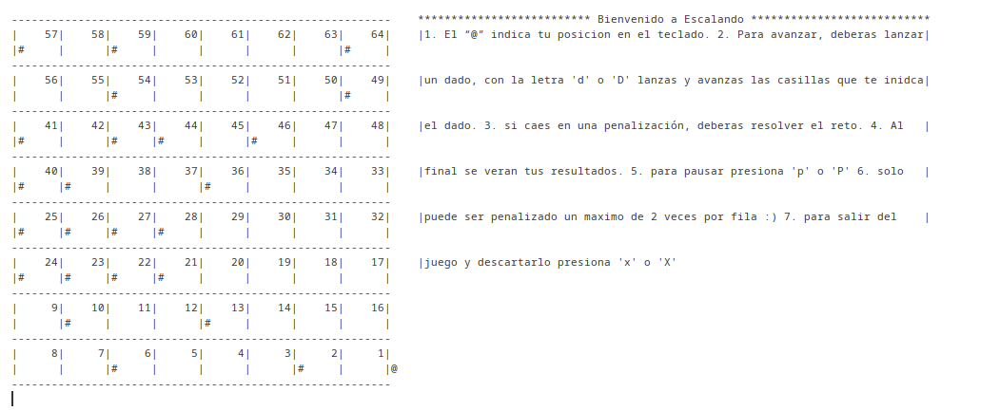 --------------------------------------------------------- ************************** Bienvenido a Escalando ***************************
| 57| 58| 59| 60| 61| 62| 63| 64| |1. El “@” indica tu posicion en el teclado. 2. Para avanzar, deberas lanzar|
|# | |# | | | | |# |
---------------------------------------------------------
| 56| 55| 54| 53| 52| 51| 50| 49| |un dado, con la letra 'd' o 'D' lanzas y avanzas las casillas que te inidca|
| | |# | | | | |# |
---------------------------------------------------------
| 41| 42| 43| 44| 45| 46| 47| 48| |el dado. 3. si caes en una penalización, deberas resolver el reto. 4. Al |
|# | |# |# | |# | | |
---------------------------------------------------------
| 40| 39| 38| 37| 36| 35| 34| 33| |final se veran tus resultados. 5. para pausar presiona 'p' o 'P' 6. solo |
|# |# | | |# | | | |
---------------------------------------------------------
| 25| 26| 27| 28| 29| 30| 31| 32| |puede ser penalizado un maximo de 2 veces por fila :) 7. para salir del |
|# |# |# |# | | | | |
---------------------------------------------------------
| 24| 23| 22| 21| 20| 19| 18| 17| |juego y descartarlo presiona 'x' o 'X'
|# |# |# |# | | | | |
---------------------------------------------------------
| 9| 10| 11| 12| 13| 14| 15| 16|
| |# | | |# | | | |
---------------------------------------------------------
| 8| 7| 6| 5| 4| 3| 2| 1|
| | |# | | | |# | |@
---------------------------------------------------------